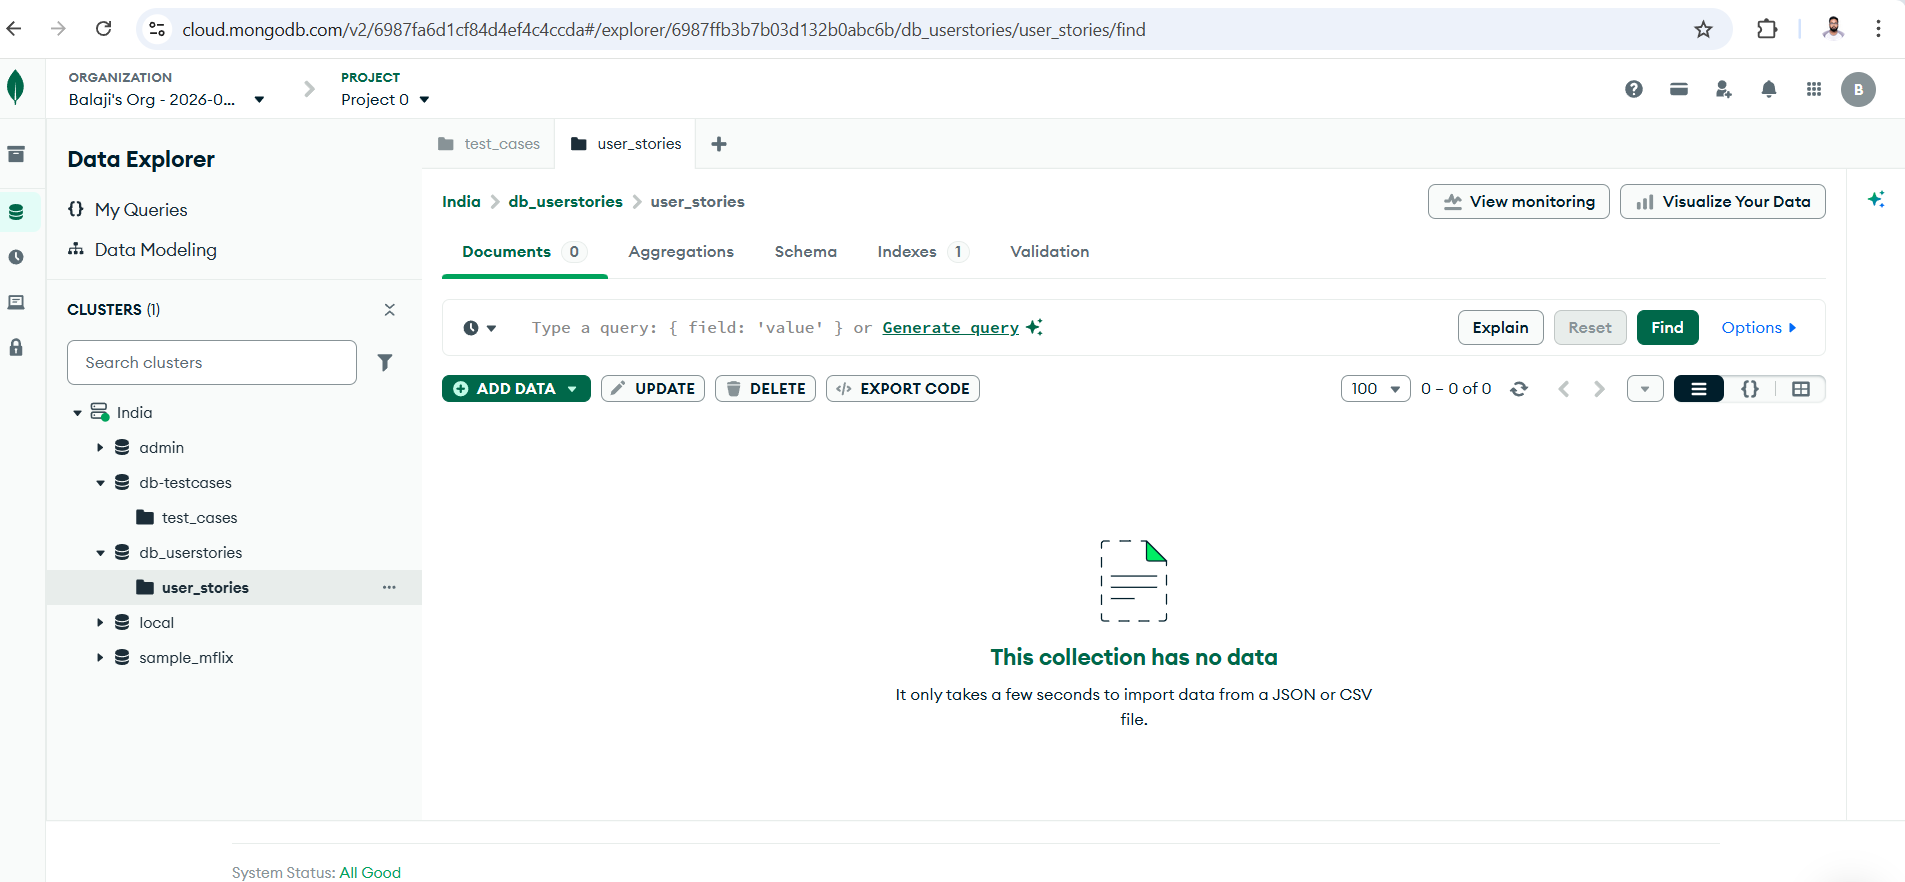 cloud.mongodb.com/v2/6987fa6d1cf84d4ef4c4ccda#/explorer/6987ffb3b7b03d132b0abc6b/db_userstories/user_stories/find
ORGANIZATION
Balaji's Org - 2026-0...
PROJECT
Project 0
B
Data Explorer
My Queries
Data Modeling
CLUSTERS (1)
Search clusters
India
admin
db-testcases
test_cases
db_userstories
user_stories
local
sample_mflix
test_cases
user_stories
India > db_userstories > user_stories
View monitoring
Visualize Your Data
Documents 0 Aggregations Schema Indexes 1 Validation
Type a query: { field: 'value' } or Generate query
Explain Reset Find Options
ADD DATA UPDATE DELETE EXPORT CODE
100 0 – 0 of 0
This collection has no data
It only takes a few seconds to import data from a JSON or CSV
file.
System Status: All Good